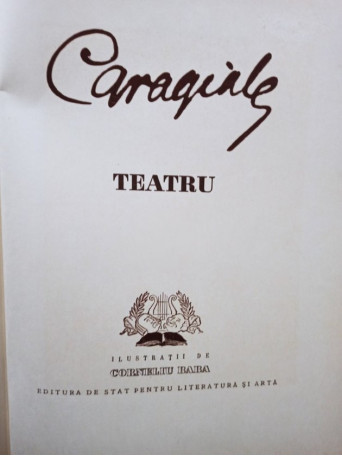 Caragiale
TEATRU
ILUSTRAȚII DE
CORNELIU BABA
EDITURA DE STAT PENTRU LITERATURĂ ȘI ARTĂ